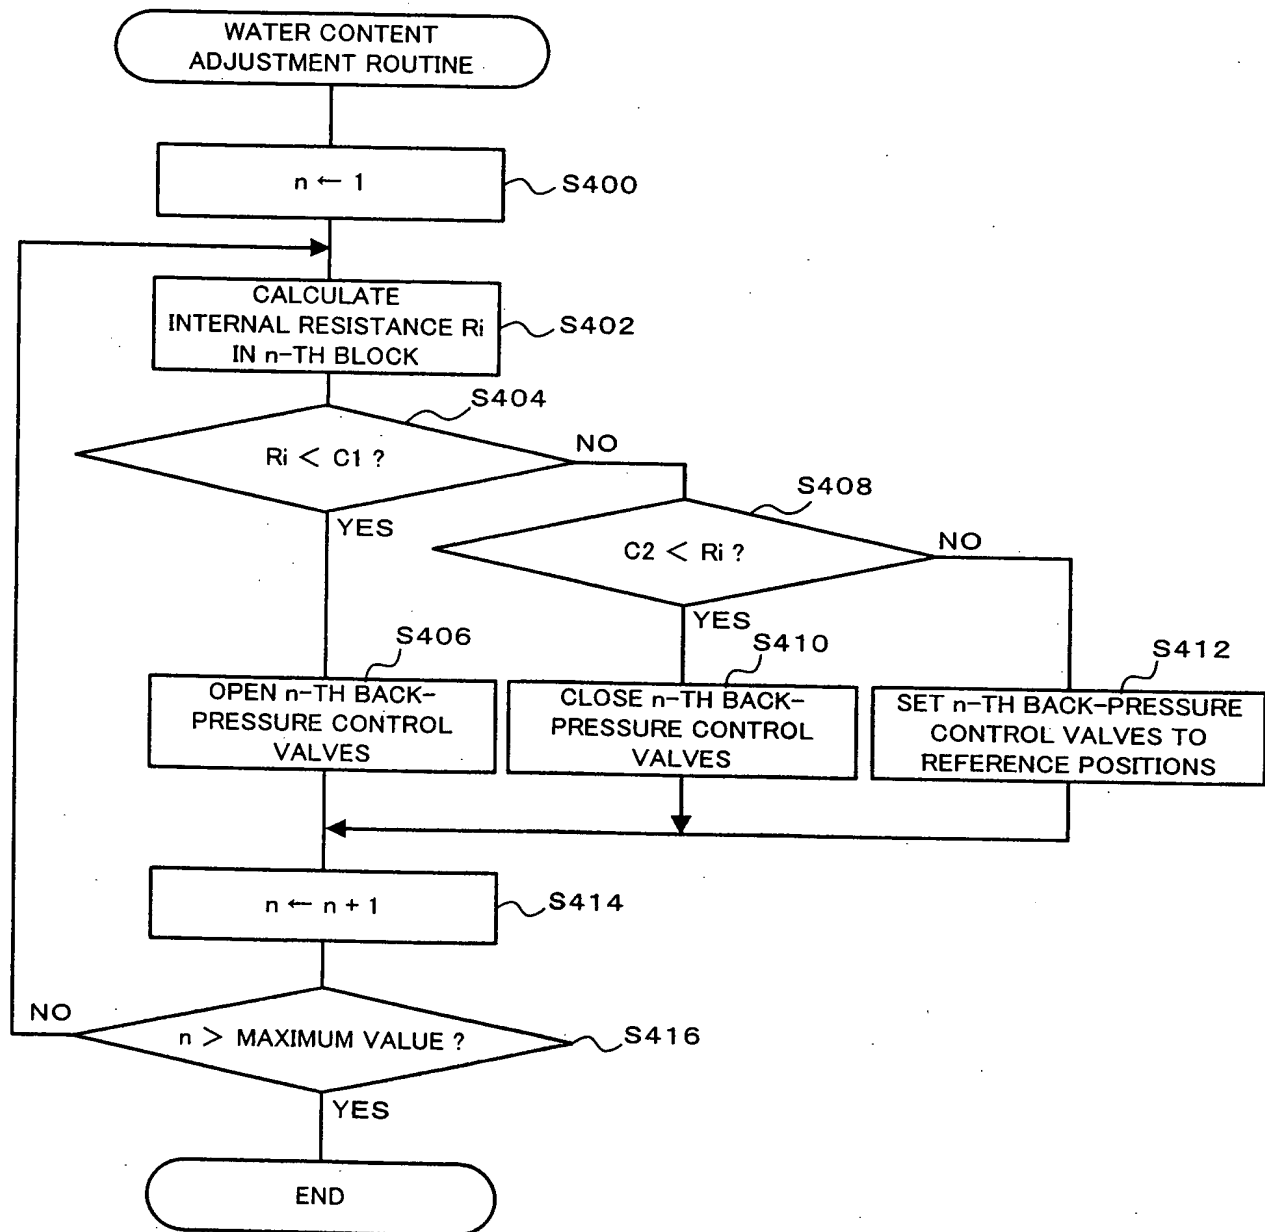 WATER CONTENT
ADJUSTMENT ROUTINE
n ← 1
S400
CALCULATE
INTERNAL RESISTANCE Ri
IN n-TH BLOCK
S402
S404
Ri < C1 ?
NO
YES
S408
C2 < Ri ?
NO
YES
S406
OPEN n-TH BACK-
PRESSURE CONTROL
VALVES
S410
CLOSE n-TH BACK-
PRESSURE CONTROL
VALVES
S412
SET n-TH BACK-PRESSURE
CONTROL VALVES TO
REFERENCE POSITIONS
n ← n + 1
S414
NO
n > MAXIMUM VALUE ?
S416
YES
END